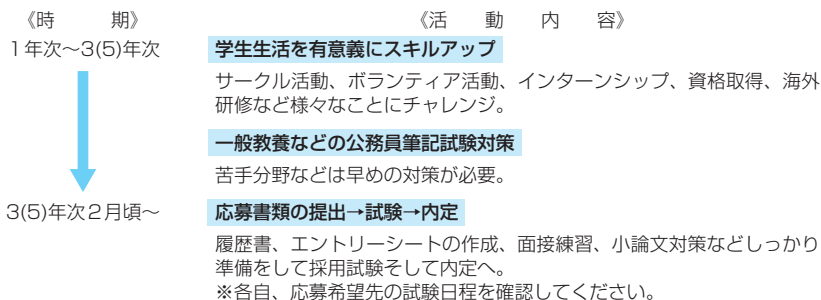 《時　　期》　《活　動　内　容》
1年次～3(5)年次　学生生活を有意義にスキルアップ
サークル活動、ボランティア活動、インターンシップ、資格取得、海外
研修など様々なことにチャレンジ。
一般教養などの公務員筆記試験対策
苦手分野などは早めの対策が必要。
3(5)年次2月頃～　応募書類の提出→試験→内定
履歴書、エントリーシートの作成、面接練習、小論文対策などしっかり
準備をして採用試験そして内定へ。
※各自、応募希望先の試験日程を確認してください。